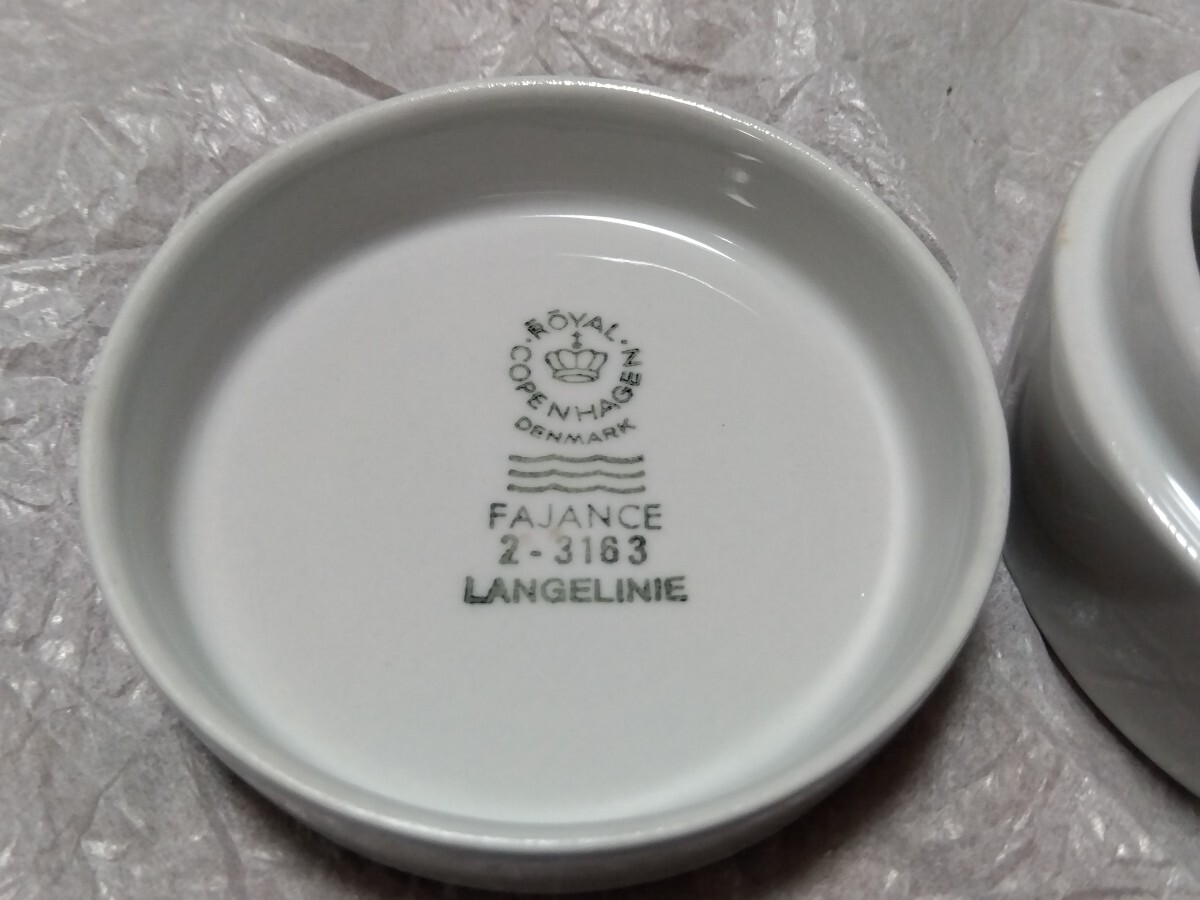 ROYAL
COPENHAGEN
DENMARK
FAJANCE
2-3163
LANGELINIE